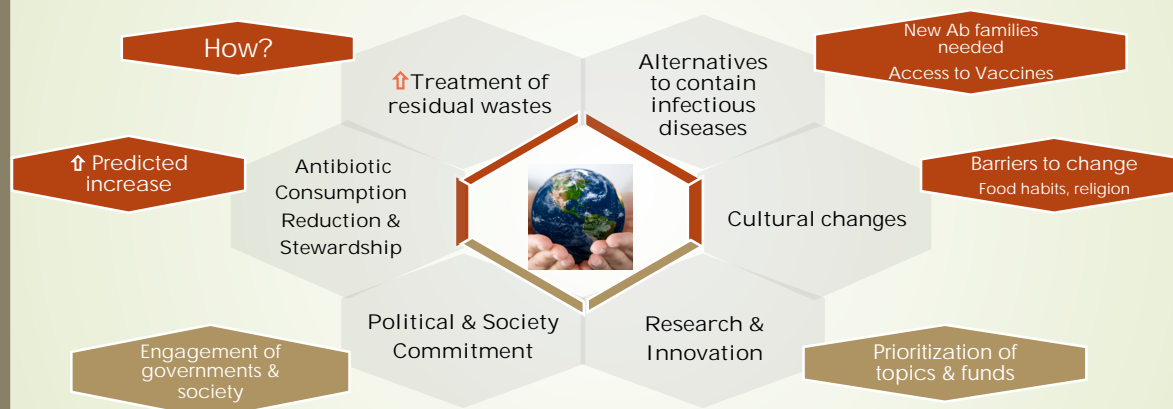 How?
⇧Treatment of
residual wastes
Alternatives
to contain
infectious
diseases
New Ab families
needed
Access to Vaccines
⇧ Predicted
increase
Antibiotic
Consumption
Reduction &
Stewardship
Cultural changes
Barriers to change
Food habits, religion
Engagement of
governments &
society
Political & Society
Commitment
Research &
Innovation
Prioritization of
topics & funds